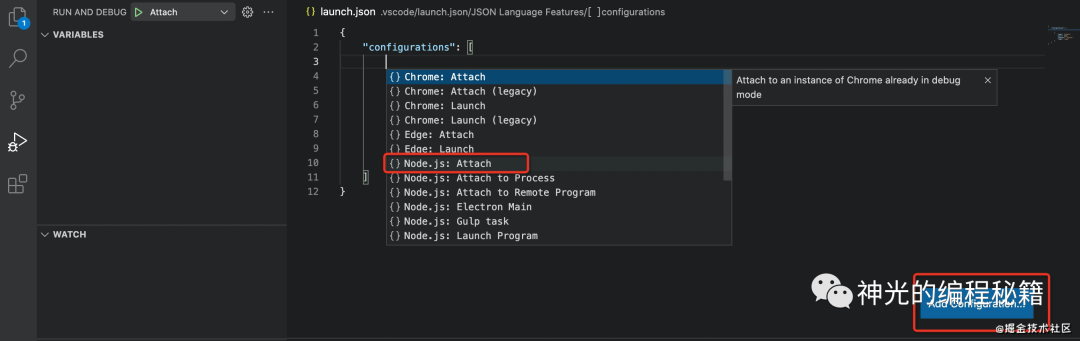 RUN AND DEBUG Attach
launch.json .vscode/launch.json/JSON Language Features/[ ]configurations
1
VARIABLES
WATCH
1 {
2 "configurations": [
3
4
5
6
7
8
9
10
11 ]
12 }
{} Chrome: Attach
{} Chrome: Attach (legacy)
{} Chrome: Launch
{} Chrome: Launch (legacy)
{} Edge: Attach
{} Edge: Launch
{} Node.js: Attach
{} Node.js: Attach to Process
{} Node.js: Attach to Remote Program
{} Node.js: Electron Main
{} Node.js: Gulp task
{} Node.js: Launch Program
Attach to an instance of Chrome already in debug
mode
神光的编程秘籍
Add Configuration...
@掘金技术社区